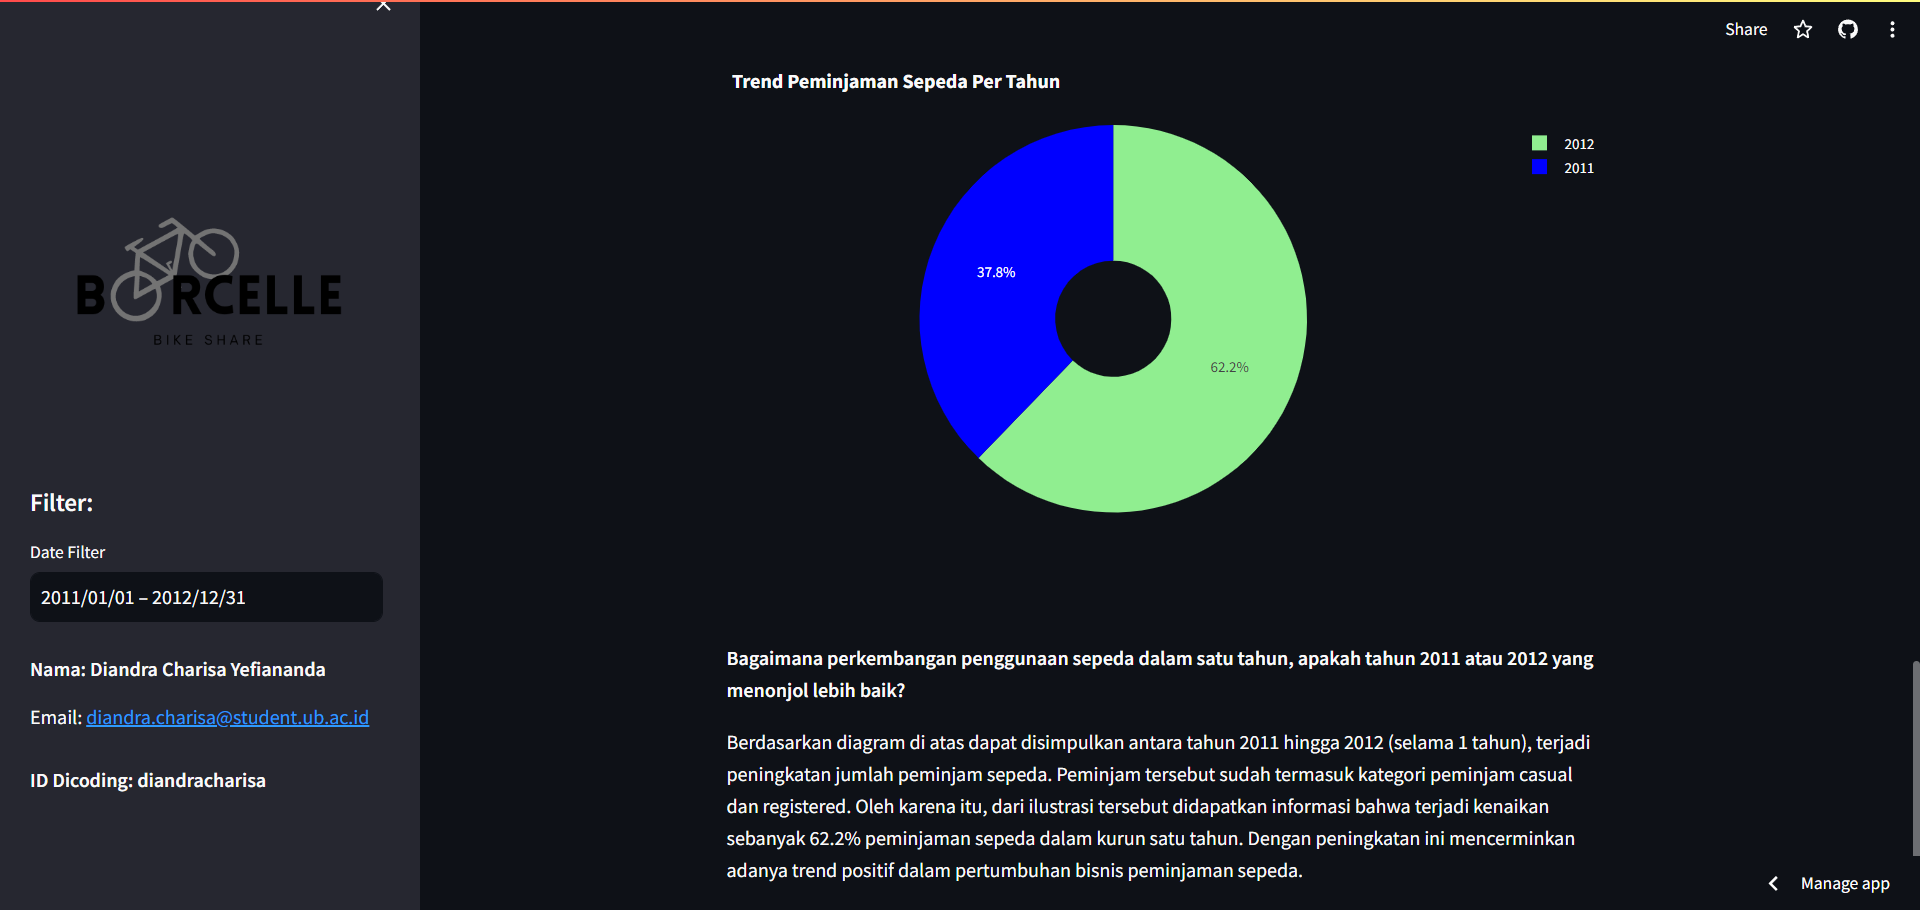 Share
BORCELLE
BIKE SHARE
Filter:
Date Filter
2011/01/01 – 2012/12/31
Nama: Diandra Charisa Yefiananda
Email: diandra.charisa@student.ub.ac.id
ID Dicoding: diandracharisa
Trend Peminjaman Sepeda Per Tahun
2012
2011
37.8%
62.2%
Bagaimana perkembangan penggunaan sepeda dalam satu tahun, apakah tahun 2011 atau 2012 yang
menonjol lebih baik?
Berdasarkan diagram di atas dapat disimpulkan antara tahun 2011 hingga 2012 (selama 1 tahun), terjadi
peningkatan jumlah peminjam sepeda. Peminjam tersebut sudah termasuk kategori peminjam casual
dan registered. Oleh karena itu, dari ilustrasi tersebut didapatkan informasi bahwa terjadi kenaikan
sebanyak 62.2% peminjaman sepeda dalam kurun satu tahun. Dengan peningkatan ini mencerminkan
adanya trend positif dalam pertumbuhan bisnis peminjaman sepeda.
Manage app